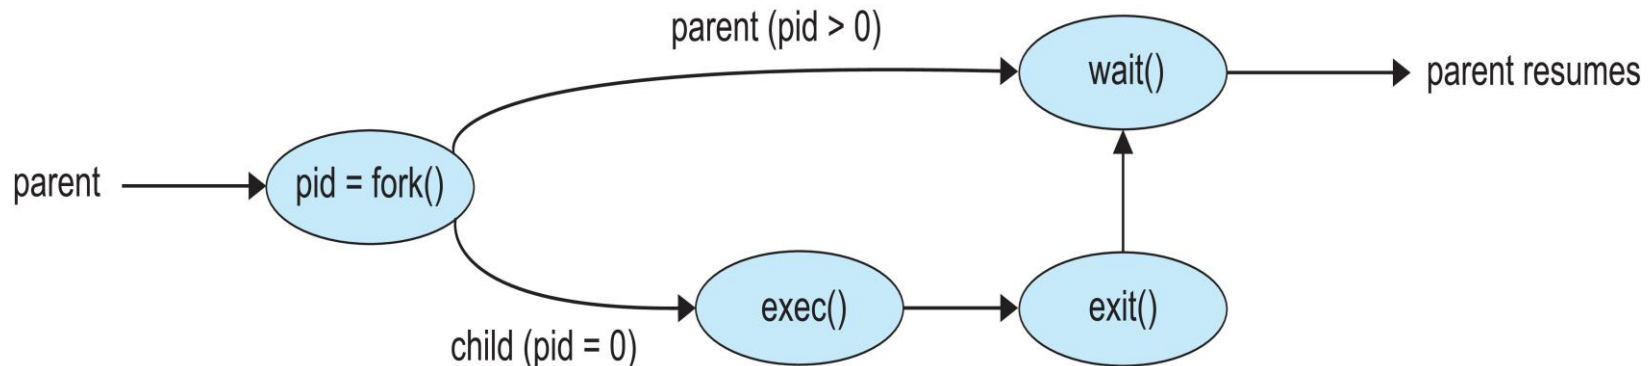 parent (pid > 0)
wait()
parent resumes
parent
pid = fork()
exec()
exit()
child (pid = 0)